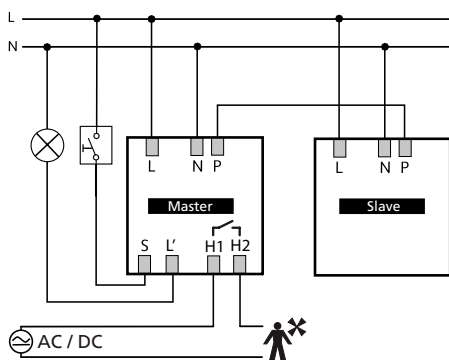 L
N
L N P
L N P
Master
Slave
S L' H1 H2
AC / DC